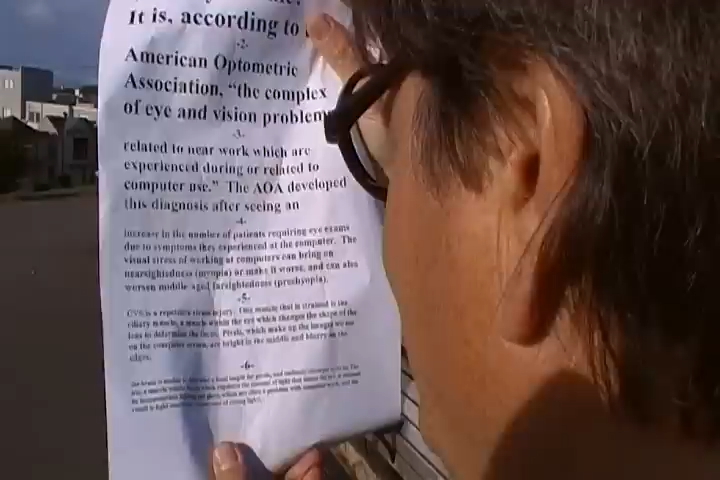 It is, according to
-2-
American Optometric
Association, “the complex
of eye and vision problems
-3-
related to near work which are
experienced during or related to
computer use.” The AOA developed
this diagnosis after seeing an
-4-
increase in the number of patients requiring eye exams
due to symptoms they experienced at the computer. The
visual stress of working at computers can bring on
nearsightedness (myopia) or make it worse, and can also
worsen middle-aged farsightedness (presbyopia).
-5-
CVS is a repetitive strain injury. One muscle that is strained is the
ciliary muscle, a muscle within the eye which changes the shape of the
lens to determine the focus. Pixels, which make up the images we see
on the computer screen, are bright in the middle and blurry on the
edges.
-6-